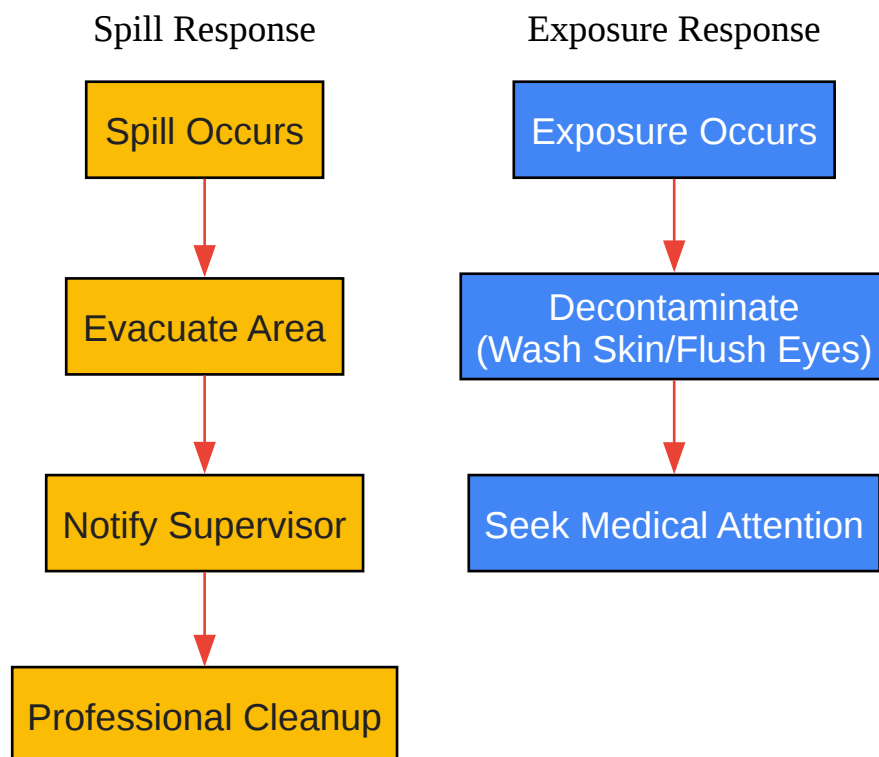 Spill Response
Spill Occurs
Evacuate Area
Notify Supervisor
Professional Cleanup
Exposure Response
Exposure Occurs
Decontaminate
(Wash Skin/Flush Eyes)
Seek Medical Attention